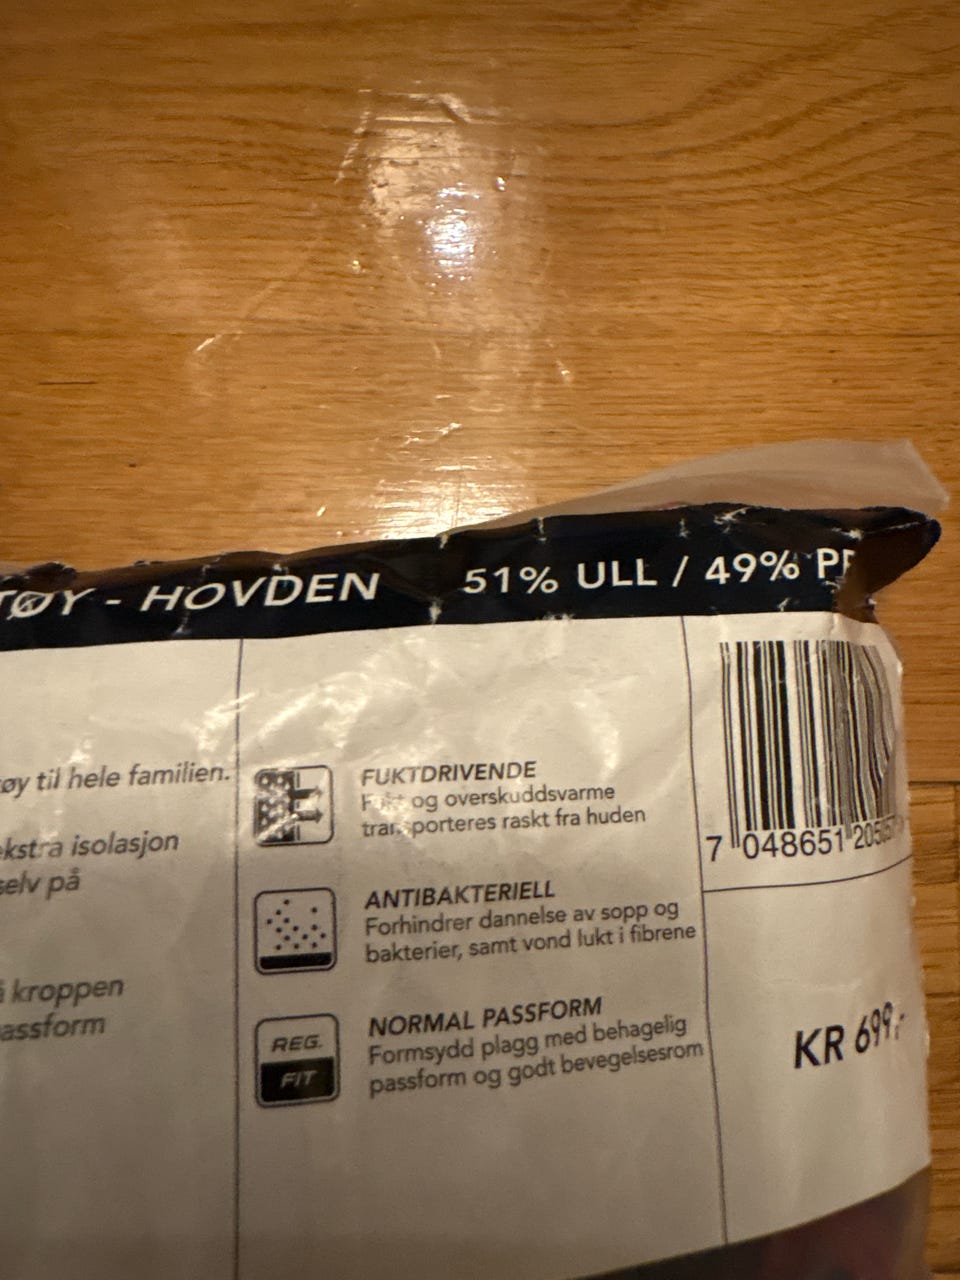 TØY - HOVDEN 51% ULL / 49% P
øy til hele familien.
kstra isolasjon
selv på
kroppen
assform
FUKTDRIVENDE
Fukt og overskuddsvarme
transporteres raskt fra huden
ANTIBAKTERIELL
Forhindrer dannelse av sopp og
bakterier, samt vond lukt i fibrene
REG.
FIT
NORMAL PASSFORM
Formsydd plagg med behagelig
passform og godt bevegelsesrom
7 048651
KR 699,-